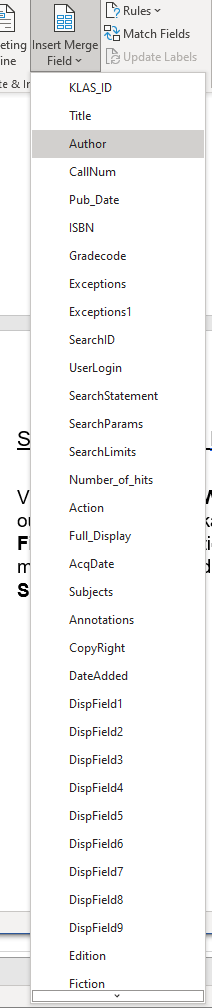 eting
ine
e & I
Insert Merge
Field
Rules
Match Fields
Update Labels
KLAS_ID
Title
Author
CallNum
Pub_Date
ISBN
Gradecode
Exceptions
Exceptions1
SearchID
UserLogin
SearchStatement
SearchParams
SearchLimits
Number_of_hits
Action
Full_Display
AcqDate
Subjects
Annotations
CopyRight
DateAdded
DispField1
DispField2
DispField3
DispField4
DispField5
DispField6
DispField7
DispField8
DispField9
Edition
Fiction